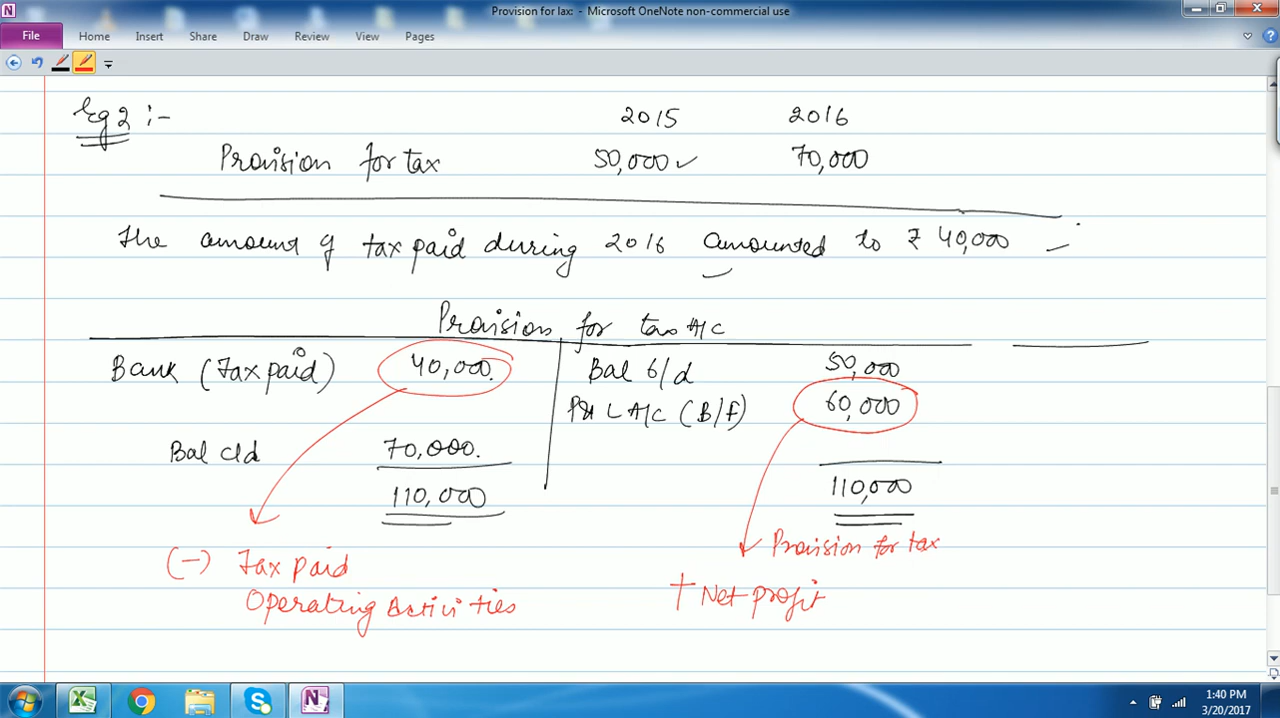 Provision for tax: - Microsoft OneNote non-commercial use
File Home Insert Share Draw Review View Pages
Eg 2 :- 2015 2016
Provision for tax 50,000 ✓ 70,000
The amount of tax paid during 2016 amounted to ₹ 40,000
Provision for tax A/C
Bank (Tax paid) 40,000. Bal b/d 50,000
P&L A/C (B/F) 60,000
Bal c/d 70,000.
110,000 110,000
(-) Tax paid Provision for tax
Operating Activities + Net profit
1:40 PM
3/20/2017